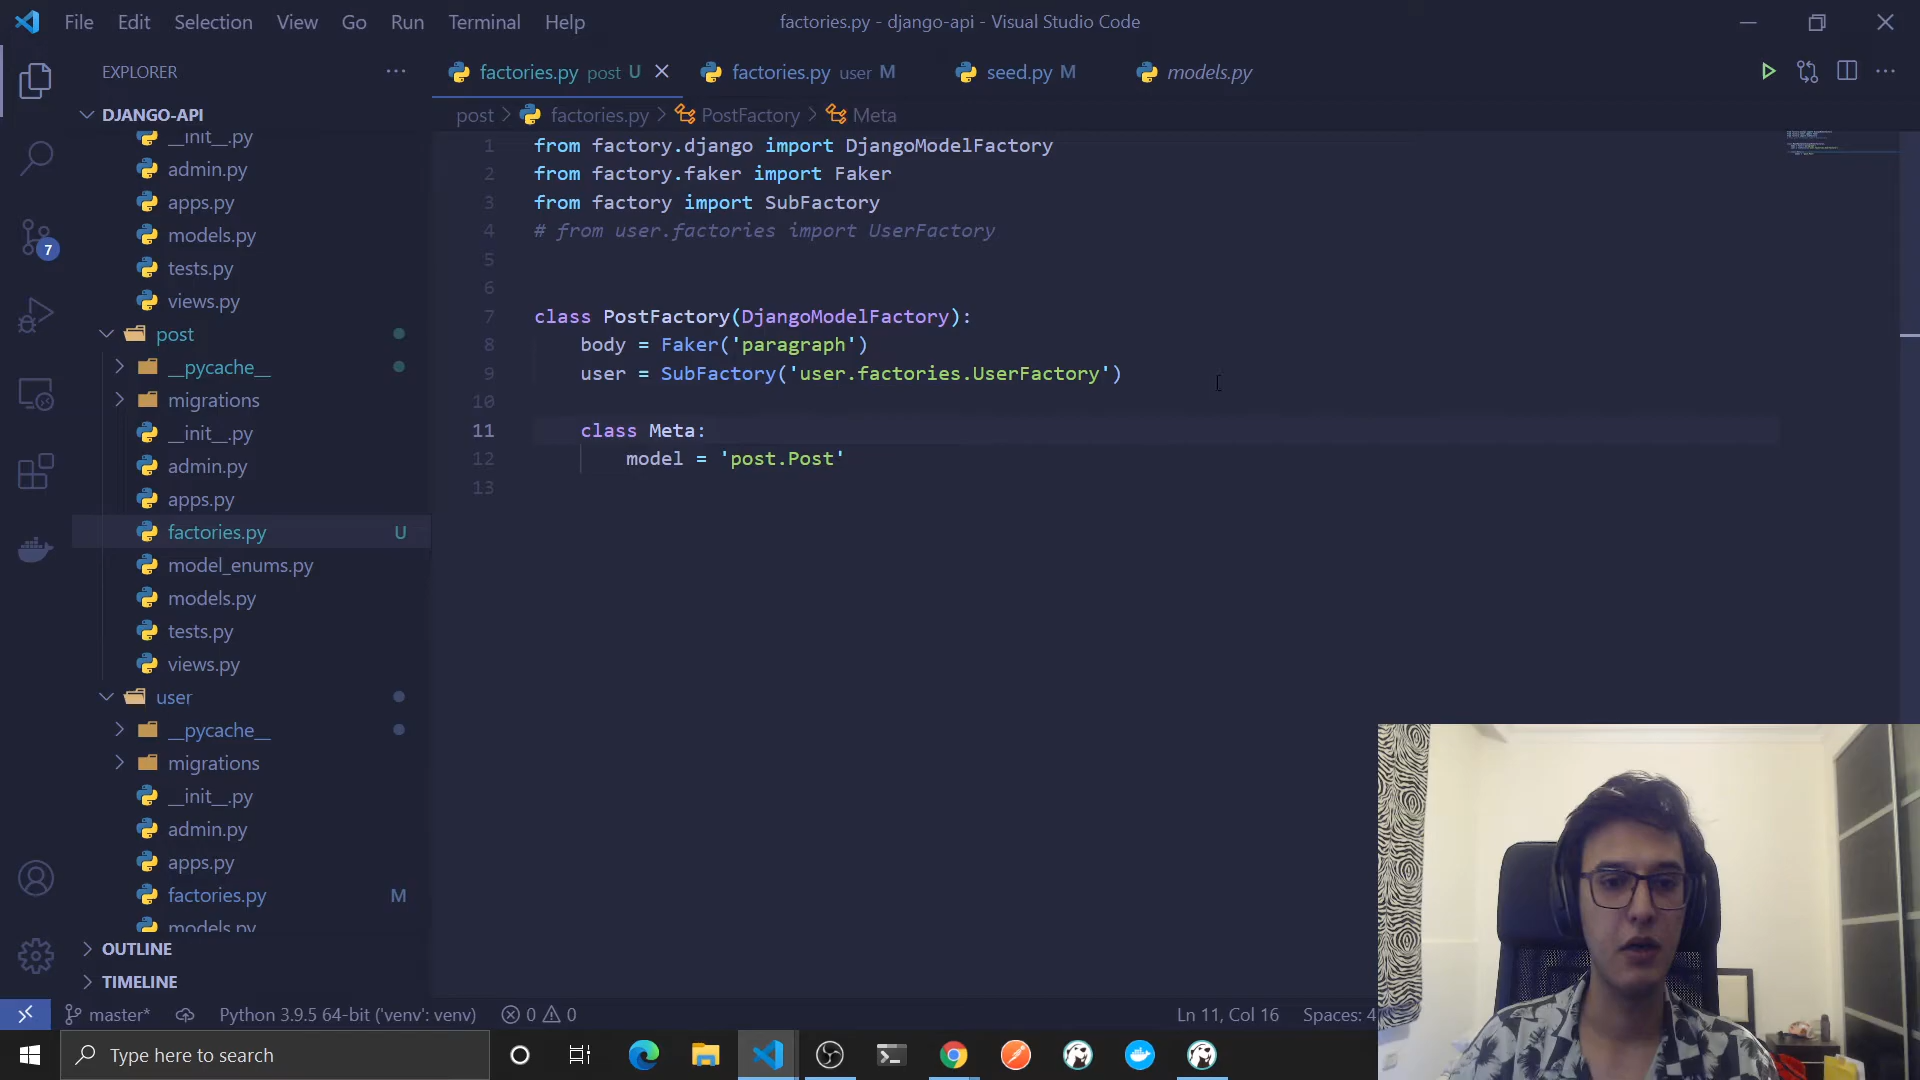 File Edit Selection View Go Run Terminal Help
factories.py - django-api - Visual Studio Code
EXPLORER
DJANGO-API
__init__.py
admin.py
apps.py
models.py
tests.py
views.py
post
__pycache__
migrations
__init__.py
admin.py
apps.py
factories.py U
model_enums.py
models.py
tests.py
views.py
user
__pycache__
migrations
__init__.py
admin.py
apps.py
factories.py M
models.py
OUTLINE
TIMELINE
7
factories.py post U
factories.py user M
seed.py M
models.py
post > factories.py > PostFactory > Meta
1 from factory.django import DjangoModelFactory
2 from factory.faker import Faker
3 from factory import SubFactory
4 # from user.factories import UserFactory
5
6
7 class PostFactory(DjangoModelFactory):
8 body = Faker('paragraph')
9 user = SubFactory('user.factories.UserFactory')
10
11 class Meta:
12 model = 'post.Post'
13
master* Python 3.9.5 64-bit ('venv': venv) 0 0 Ln 11, Col 16 Spaces: 4
Type here to search